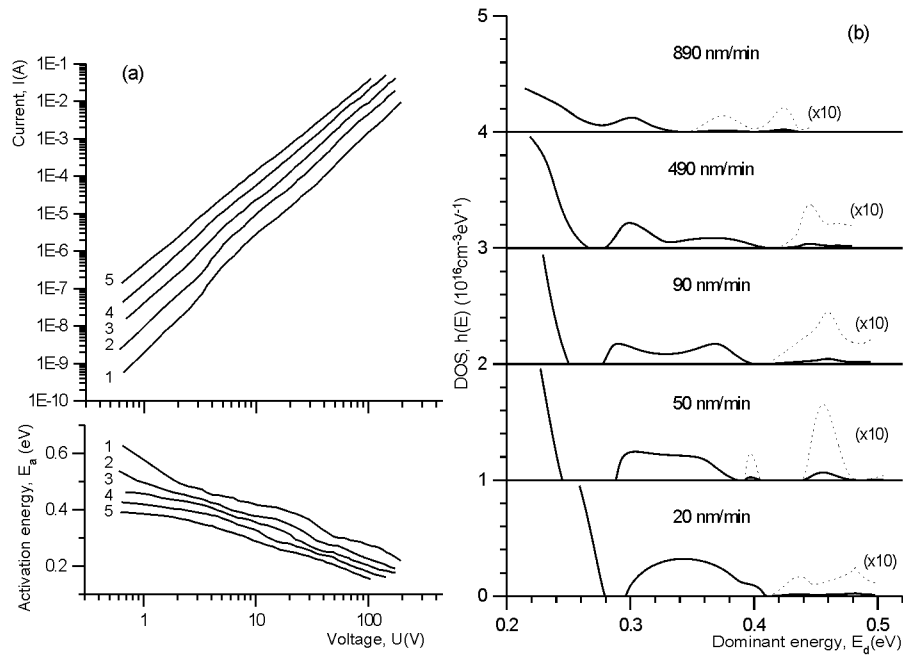 (a)
Current, I(A)
1E-1
1E-2
1E-3
1E-4
1E-5
1E-6
1E-7
1E-8
1E-9
1E-10
5
4
3
2
1
Activation energy, Ea (eV)
0.6
0.4
0.2
1
2
3
4
5
1 10 100
Voltage, U(V)
(b)
DOS, h(E) (10^16cm^-3eV^-1)
5
4
3
2
1
0
890 nm/min
(x10)
490 nm/min
(x10)
90 nm/min
(x10)
50 nm/min
(x10)
20 nm/min
(x10)
0.2 0.3 0.4 0.5
Dominant energy, Ed(eV)